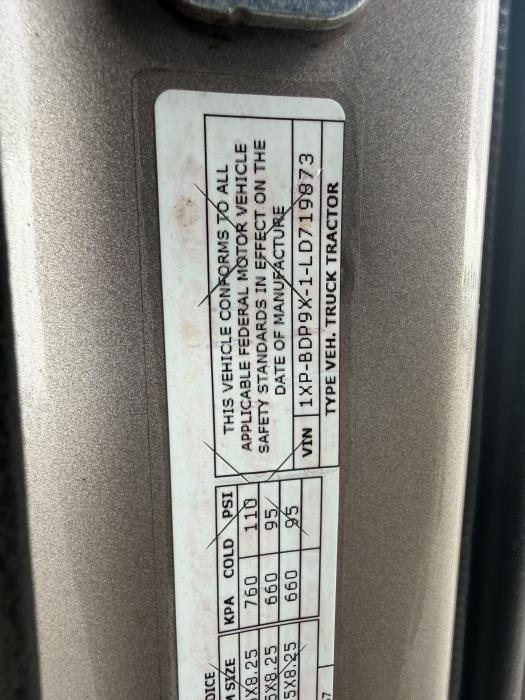 THIS VEHICLE CONFORMS TO ALL
APPLICABLE FEDERAL MOTOR VEHICLE
SAFETY STANDARDS IN EFFECT ON THE
DATE OF MANUFACTURE
VIN 1XP-BDP9X-1-LD719873
TYPE VEH. TRUCK TRACTOR
SIZE KPA COLD PSI
X8.25 760 110
5X8.25 660 95
5X8.25 660 95